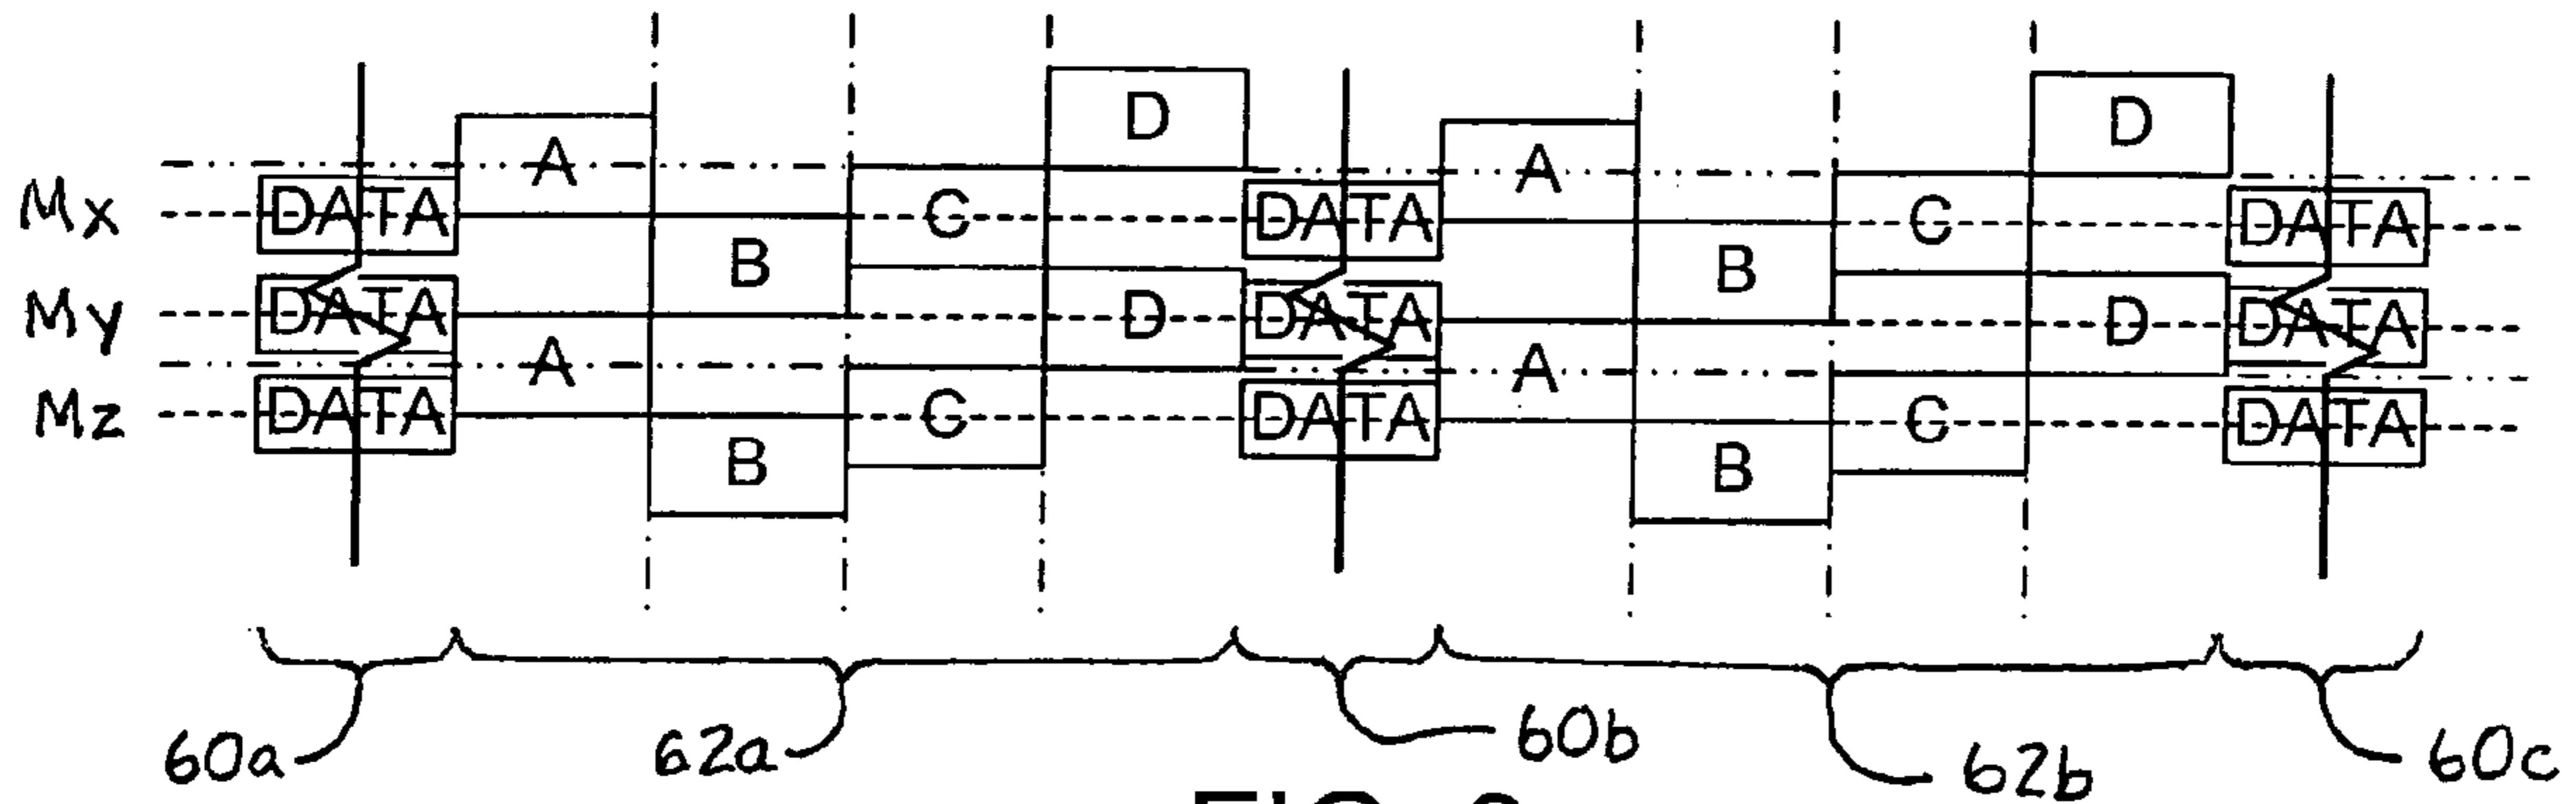 D D
A A
Mx DATA C DATA C DATA
B B
My DATA D DATA D DATA
A A
Mz DATA C DATA C DATA
B B
60a 62a 60b 62b 60c